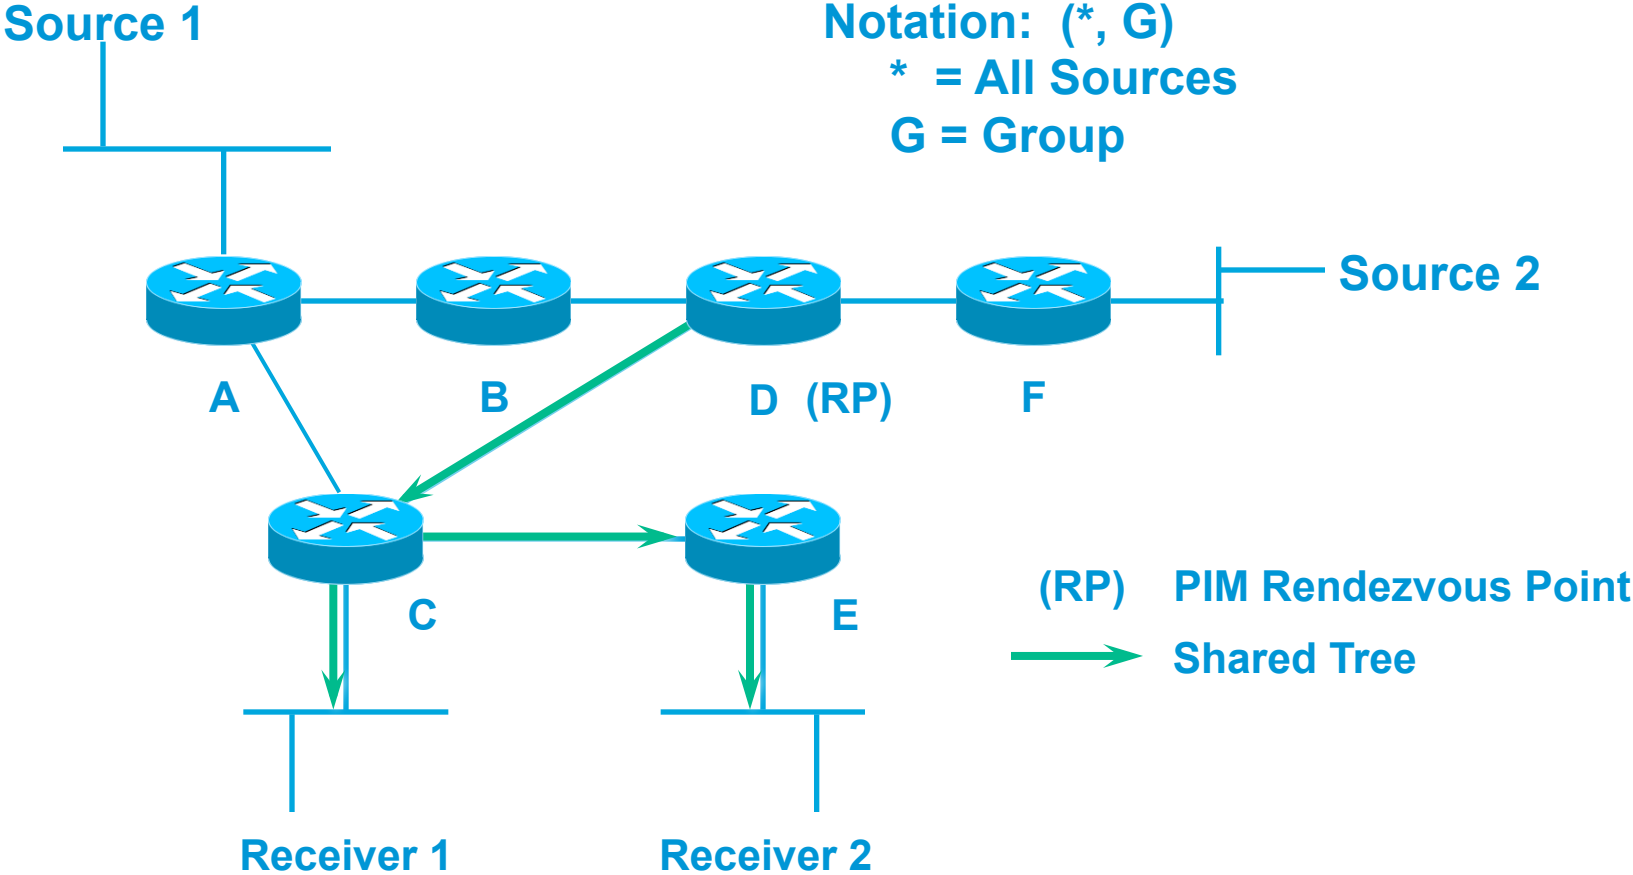 Source 1
Notation: (*, G)
* = All Sources
G = Group
Source 2
A
B
D (RP)
F
C
E
(RP) PIM Rendezvous Point
Shared Tree
Receiver 1
Receiver 2